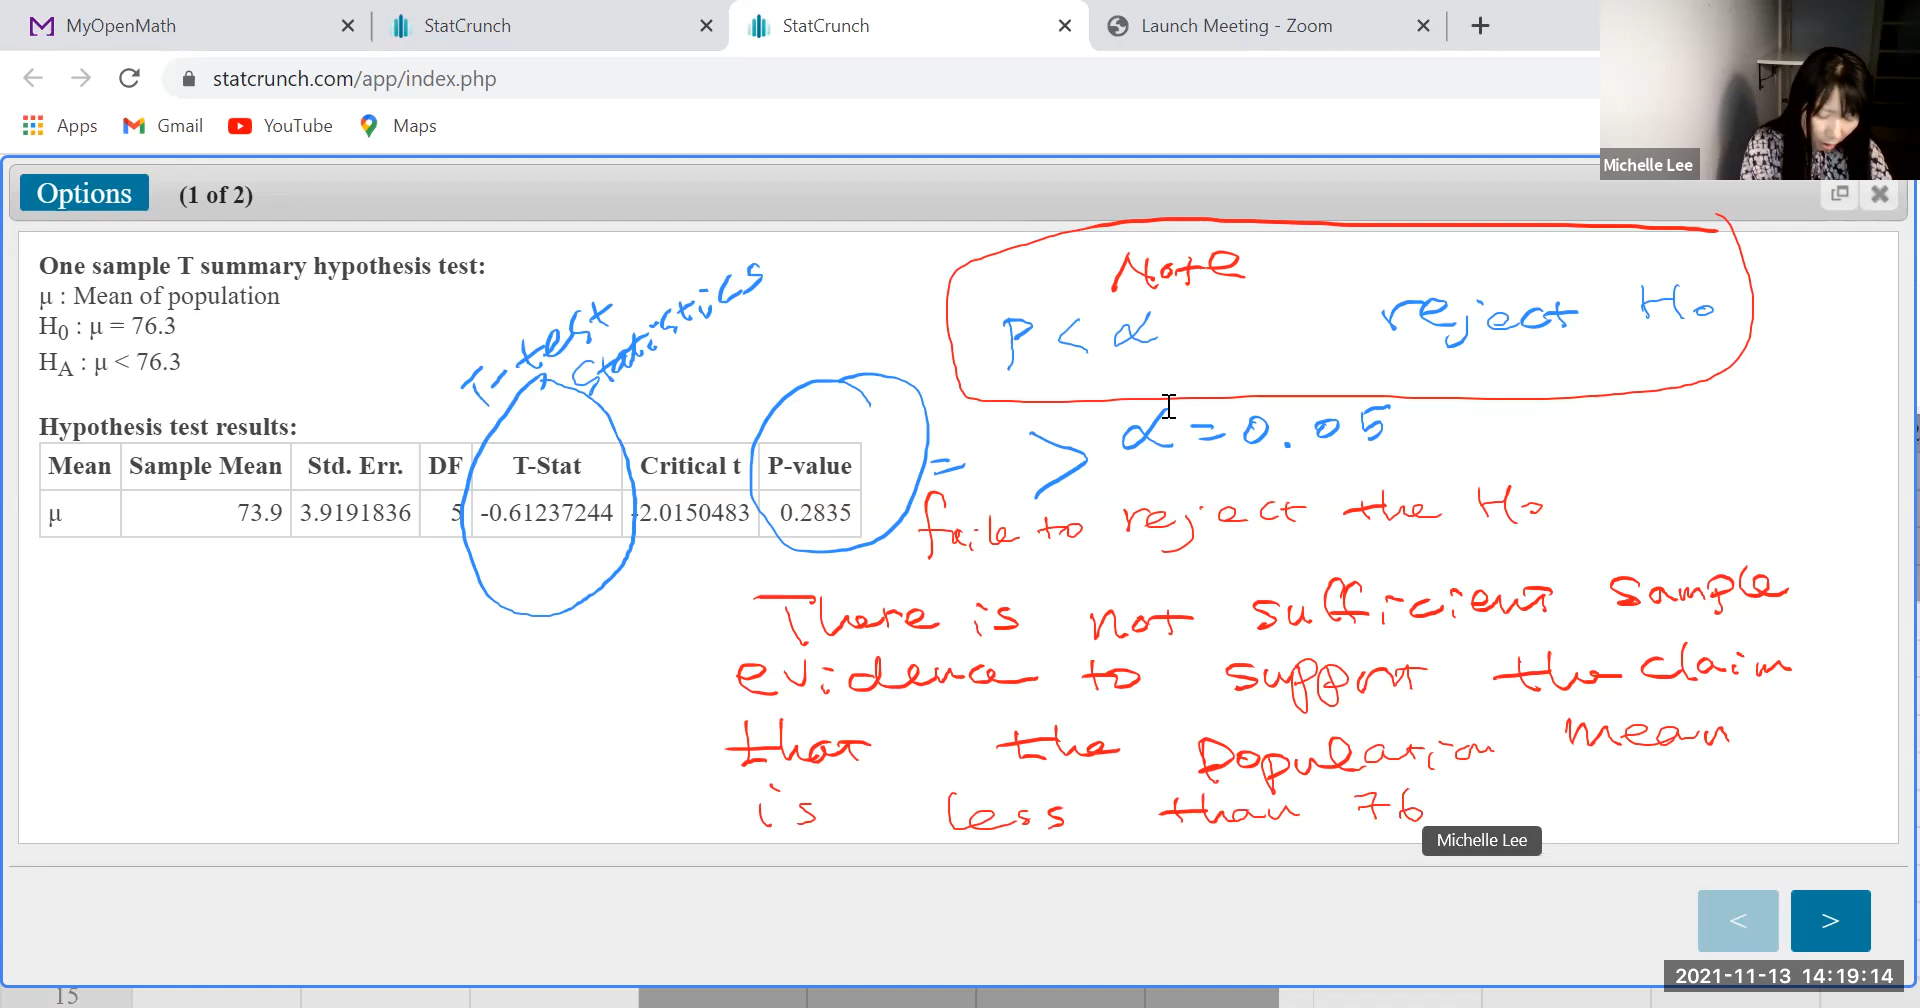 MyOpenMath
StatCrunch
StatCrunch
Launch Meeting - Zoom
statcrunch.com/app/index.php
Apps
Gmail
YouTube
Maps
Michelle Lee
Options
(1 of 2)
One sample T summary hypothesis test:
μ : Mean of population
H0 : μ = 76.3
HA : μ < 76.3
T-test
Statistics
Note
P < α reject Ho
Hypothesis test results:
Mean Sample Mean Std. Err. DF T-Stat Critical t P-value
μ 73.9 3.9191836 5 -0.61237244 -2.0150483 0.2835
= > α = 0.05
faile to reject the Ho
There is not sufficient sample
evidence to support the claim
that the population mean
is less than 76
Michelle Lee
< >
2021-11-13 14:19:14
15